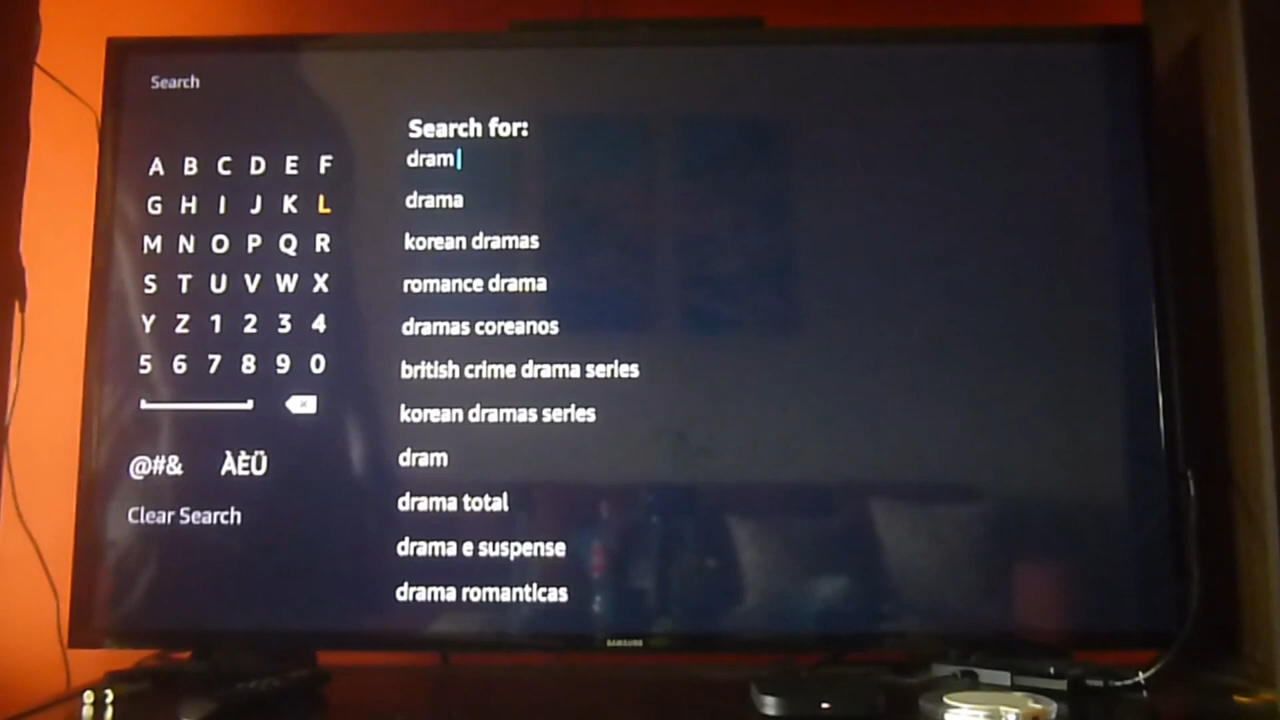 Search
A B C D E F
G H I J K L
M N O P Q R
S T U V W X
Y Z 1 2 3 4
5 6 7 8 9 0
@#& ÀÈÜ
Clear Search
Search for:
dram
drama
korean dramas
romance drama
dramas coreanos
british crime drama series
korean dramas series
dram
drama total
drama e suspense
drama romanticas
SAMSUNG